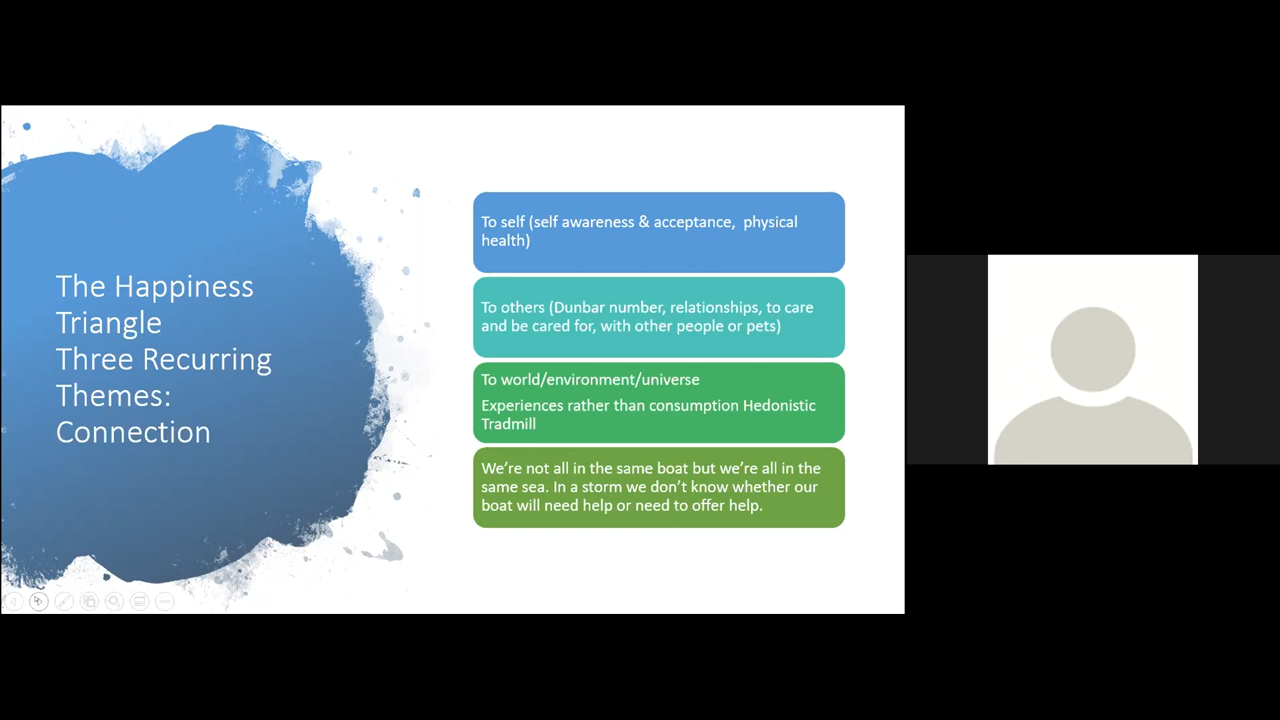 The Happiness
Triangle
Three Recurring
Themes:
Connection
To self (self awareness & acceptance,  physical
health)
To others (Dunbar number, relationships, to care
and be cared for, with other people or pets)
To world/environment/universe
Experiences rather than consumption Hedonistic
Tradmill
We’re not all in the same boat but we’re all in the
same sea. In a storm we don’t know whether our
boat will need help or need to offer help.